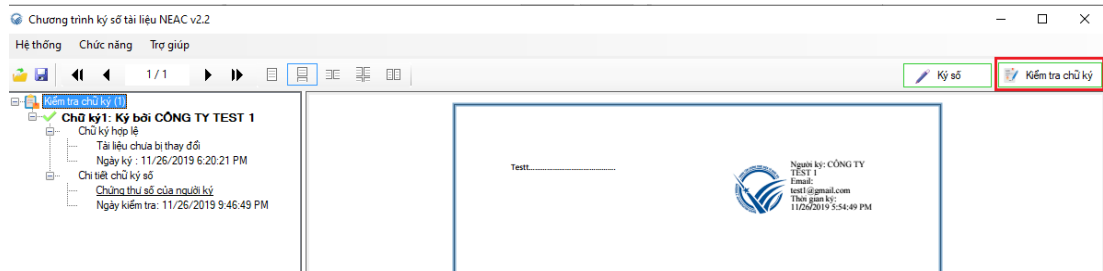 Chương trình ký số tài liệu NEAC v2.2
Hệ thống Chức năng Trợ giúp
1 / 1
Ký số
Kiểm tra chữ ký
Kiểm tra chữ ký (1)
Chữ ký1: Ký bởi CÔNG TY TEST 1
Chữ ký hợp lệ
Tài liệu chưa bị thay đổi
Ngày ký : 11/26/2019 6:20:21 PM
Chi tiết chữ ký số
Chứng thư số của người ký
Ngày kiểm tra: 11/26/2019 9:46:49 PM
Testt......................................
Người ký: CÔNG TY
TEST 1
Email:
test1@gmail.com
Thời gian ký:
11/26/2019 5:54:49 PM